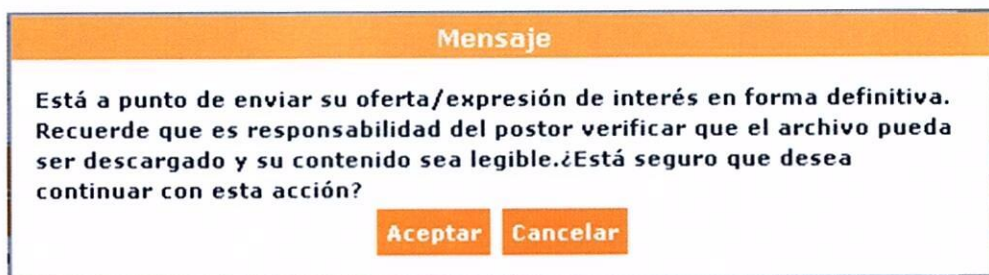 Mensaje
Está a punto de enviar su oferta/expresión de interés en forma definitiva.
Recuerde que es responsabilidad del postor verificar que el archivo pueda
ser descargado y su contenido sea legible.¿Está seguro que desea
continuar con esta acción?
Aceptar Cancelar